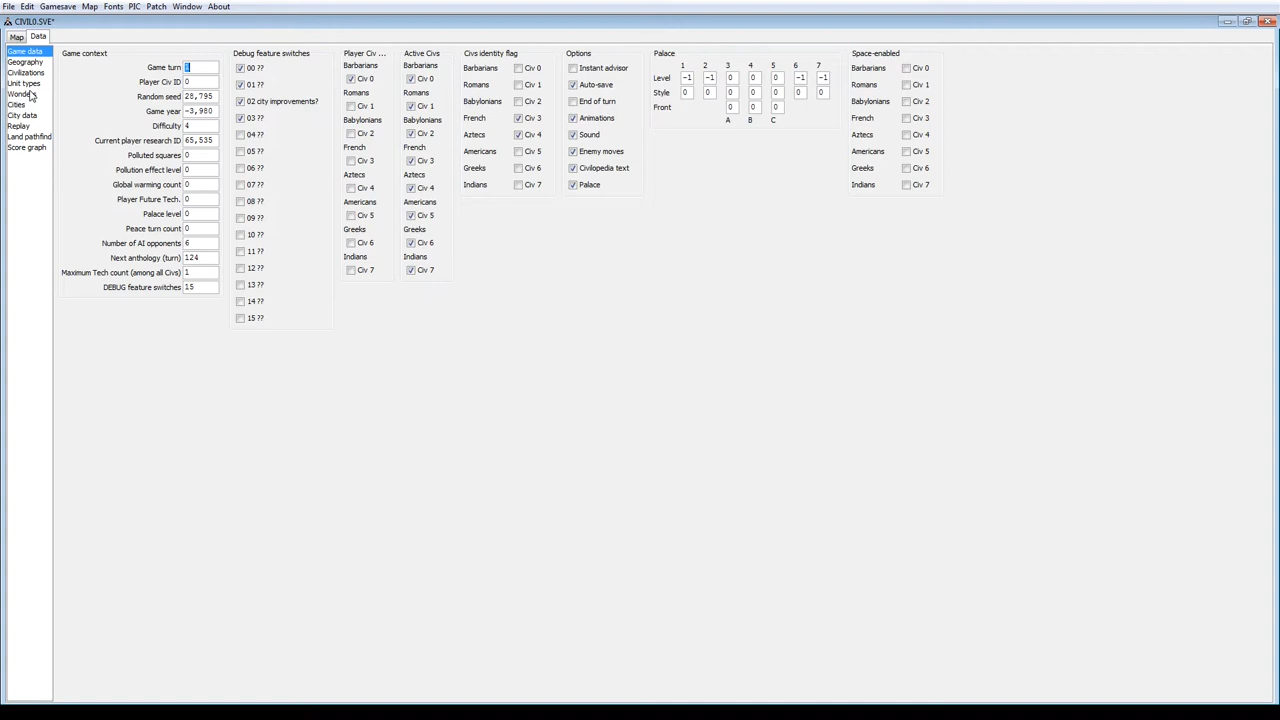 File Edit Gamesave Map Fonts PIC Patch Window About
CIVIL0.SVE*
Map Data
Game data
Geography
Civilizations
Unit types
Cities
City data
Replay
Land pathfind
Score graph
Game context
Game turn
Player Civ ID 0
Random seed 28,795
Game year -3,980
Difficulty 4
Current player research ID 65,535
Polluted squares 0
Pollution effect level 0
Global warming count 0
Player Future Tech. 0
Palace level 0
Peace turn count 0
Number of AI opponents 6
Next anthology (turn) 124
Maximum Tech count (among all Civs) 1
DEBUG feature switches 15
Debug feature switches
00 ??
01 ??
02 city improvements?
03 ??
04 ??
05 ??
06 ??
07 ??
08 ??
09 ??
10 ??
11 ??
12 ??
13 ??
14 ??
15 ??
Player Civ ...
Barbarians
Civ 0
Romans
Civ 1
Babylonians
Civ 2
French
Civ 3
Aztecs
Civ 4
Americans
Civ 5
Greeks
Civ 6
Indians
Civ 7
Active Civs
Barbarians
Civ 0
Romans
Civ 1
Babylonians
Civ 2
French
Civ 3
Aztecs
Civ 4
Americans
Civ 5
Greeks
Civ 6
Indians
Civ 7
Civs identity flag
Barbarians Civ 0
Romans Civ 1
Babylonians Civ 2
French Civ 3
Aztecs Civ 4
Americans Civ 5
Greeks Civ 6
Indians Civ 7
Options
Instant advisor
Auto-save
End of turn
Animations
Sound
Enemy moves
Civilopedia text
Palace
Palace
1 2 3 4 5 6 7
Level -1 -1 0 0 0 -1 -1
Style 0 0 0 0 0 0 0
Front 0 0 0
A B C
Space-enabled
Barbarians Civ 0
Romans Civ 1
Babylonians Civ 2
French Civ 3
Aztecs Civ 4
Americans Civ 5
Greeks Civ 6
Indians Civ 7